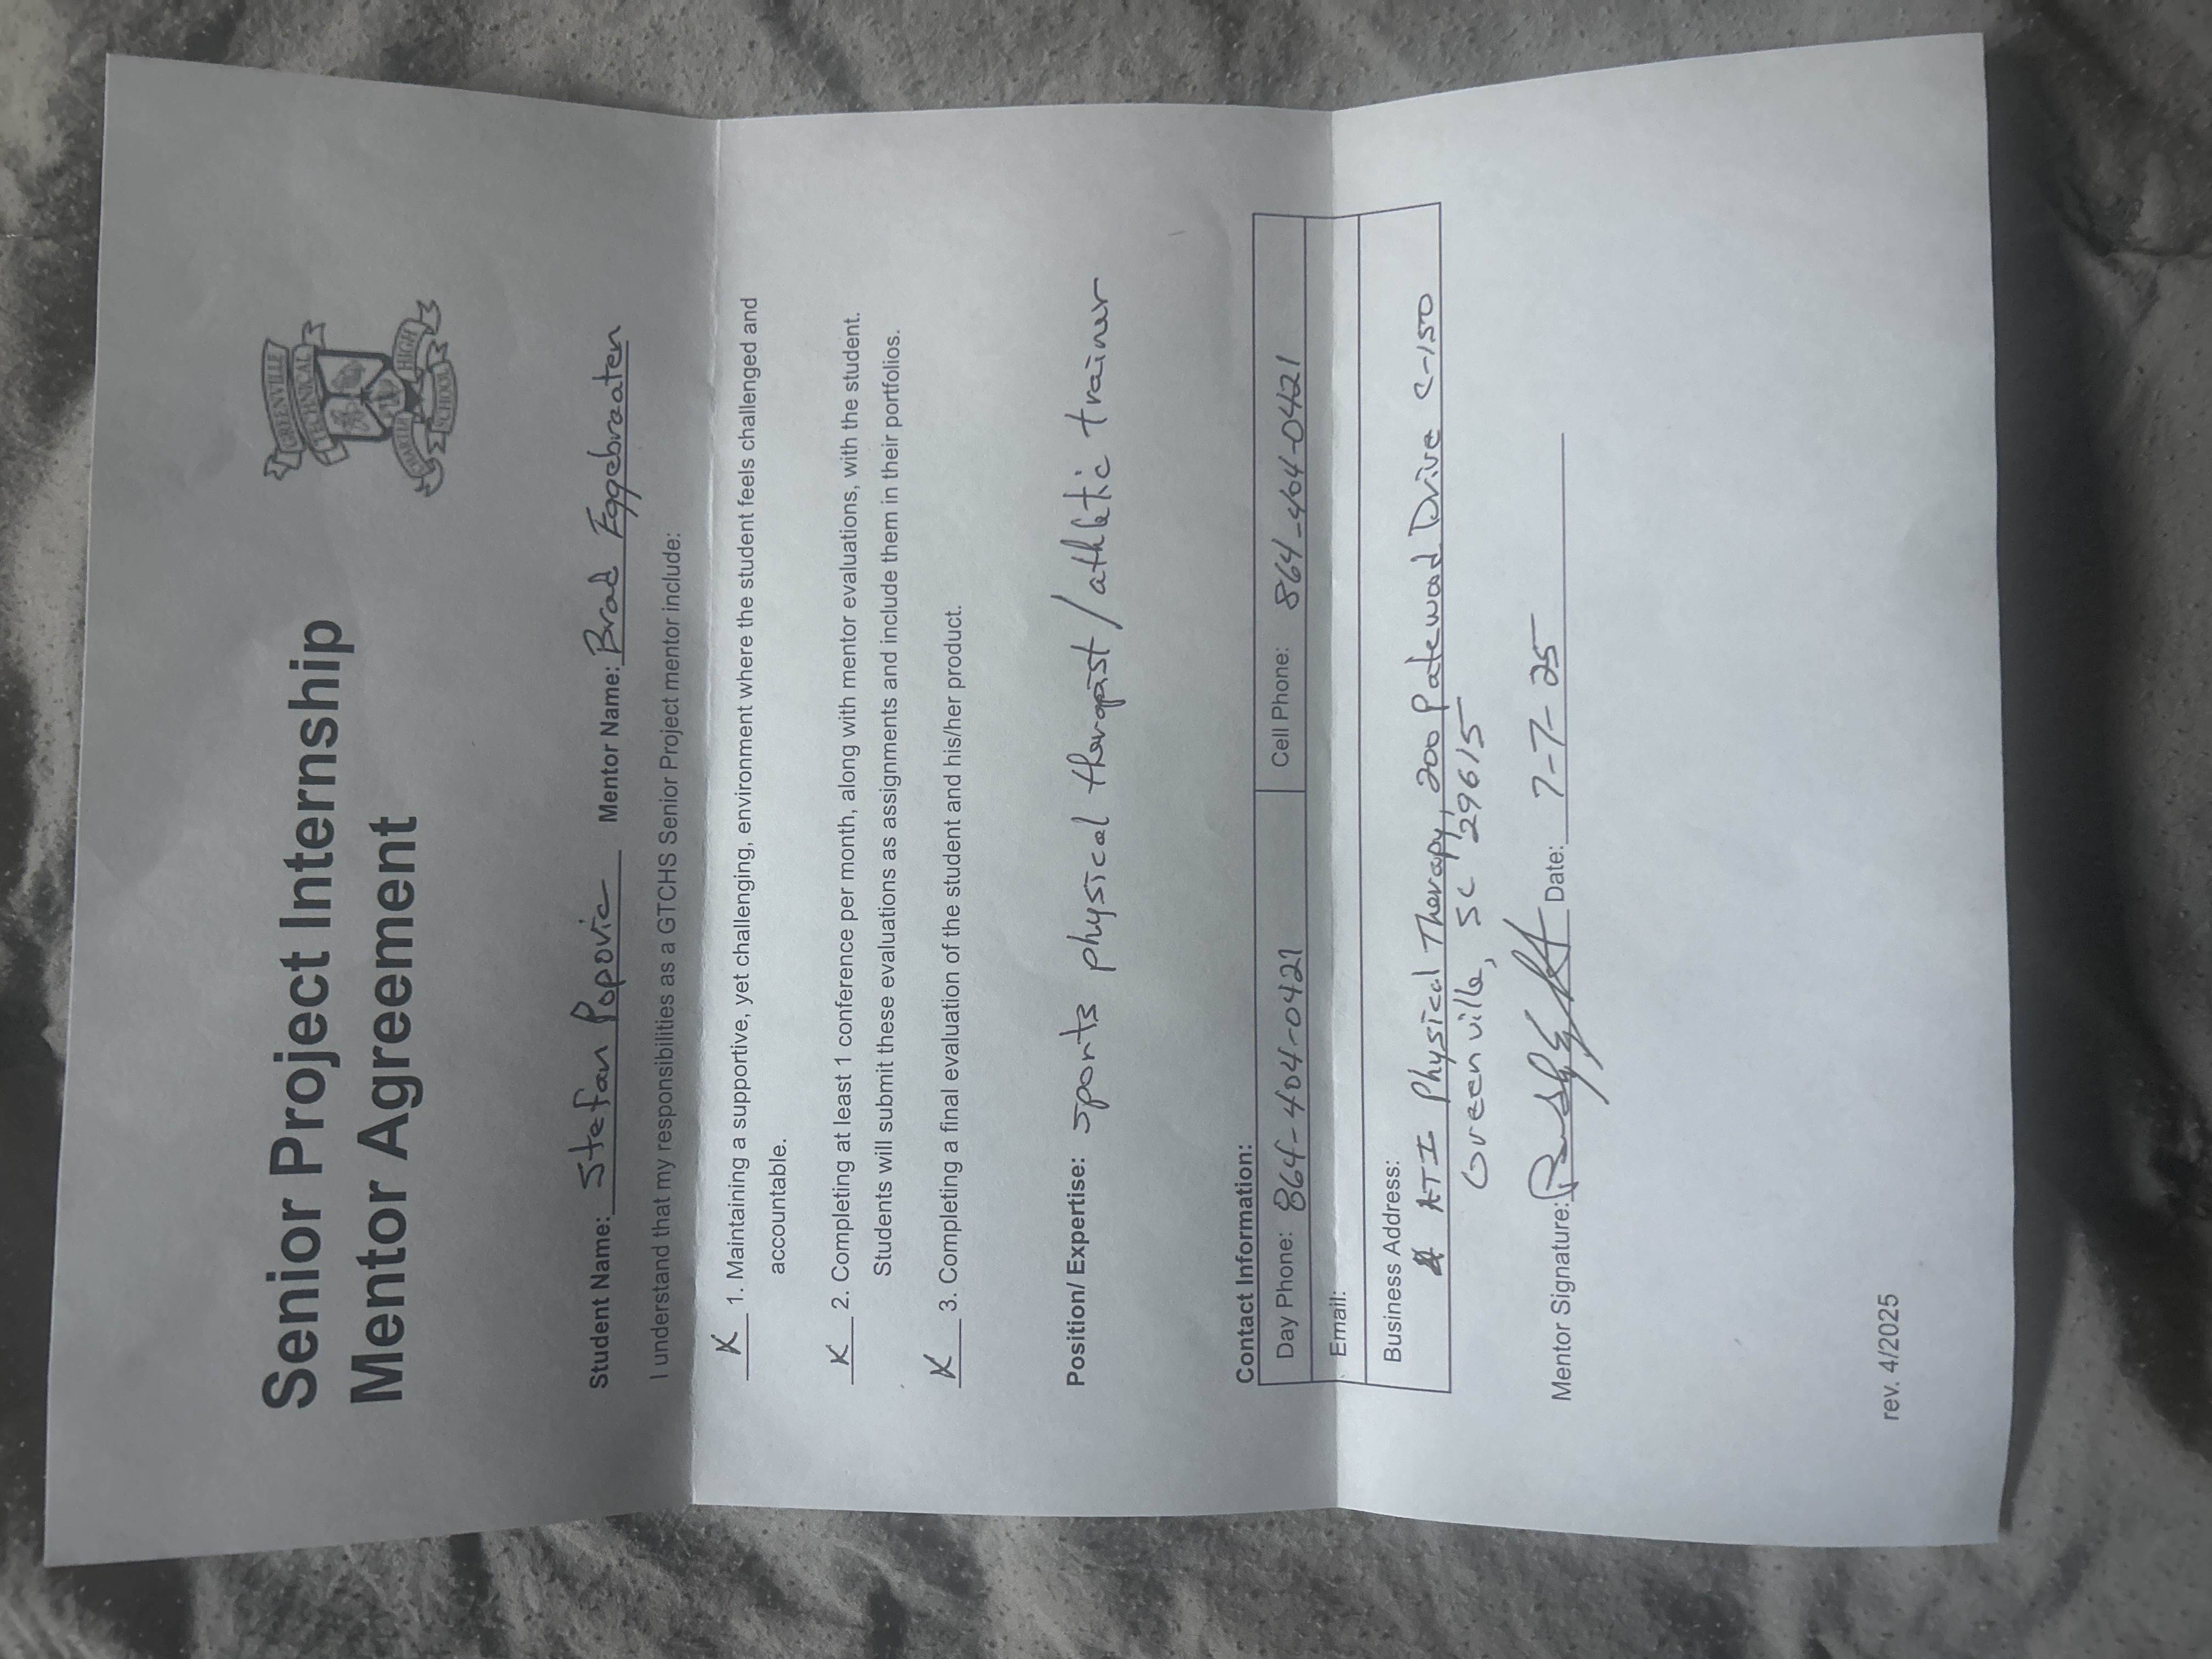 Senior Project Internship
Mentor Agreement
GREENVILLE
TECHNICAL
CHARTER HIGH
SCHOOL
Student Name: Stefan Popovic Mentor Name: Brad Eggebraaten
I understand that my responsibilities as a GTCHS Senior Project mentor include:
X 1. Maintaining a supportive, yet challenging, environment where the student feels challenged and
accountable.
X 2. Completing at least 1 conference per month, along with mentor evaluations, with the student.
Students will submit these evaluations as assignments and include them in their portfolios.
X 3. Completing a final evaluation of the student and his/her product.
Position/ Expertise: sports physical therapist / athletic trainer
Contact Information:
Day Phone: 864-404-0421 Cell Phone: 864-404-0421
Email:
Business Address:
ATI Physical Therapy, 200 Patewood Drive C-150
Greenville, SC 29615
Mentor Signature: Date: 7-7-25
rev. 4/2025